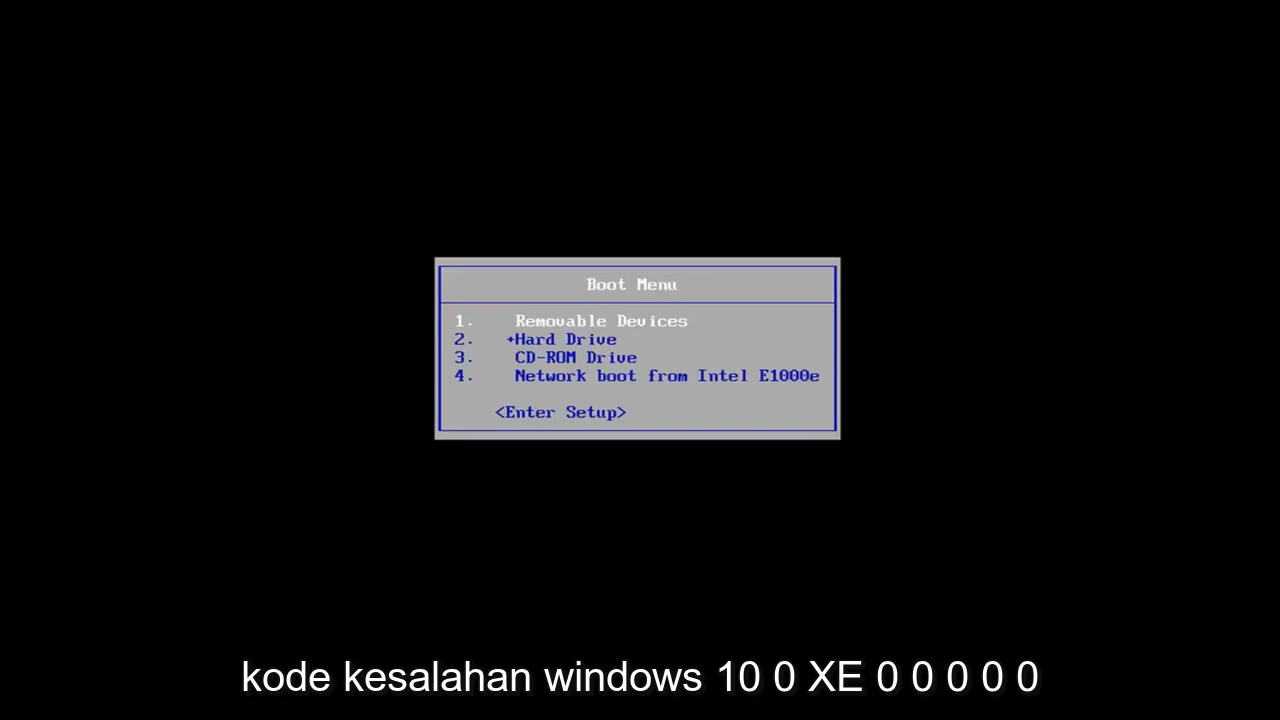 Boot Menu
1. Removable Devices
2. +Hard Drive
3. CD-ROM Drive
4. Network boot from Intel E1000e
<Enter Setup>
kode kesalahan windows 10 0 XE 0 0 0 0 0